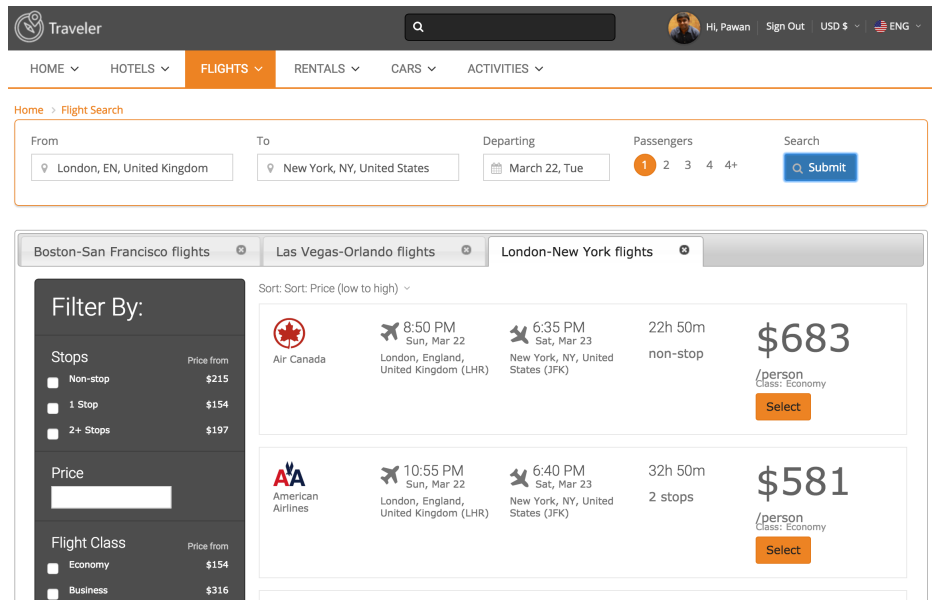 Traveler
Hi, Pawan
Sign Out
USD $
ENG
HOME
HOTELS
FLIGHTS
RENTALS
CARS
ACTIVITIES
Home > Flight Search
From
To
Departing
Passengers
Search
London, EN, United Kingdom
New York, NY, United States
March 22, Tue
1 2 3 4 4+
Submit
Boston-San Francisco flights
Las Vegas-Orlando flights
London-New York flights
Filter By:
Stops
Price from
Non-stop $215
1 Stop $154
2+ Stops $197
Price
Flight Class
Price from
Economy $154
Business $316
Sort: Sort: Price (low to high)
Air Canada
8:50 PM
Sun, Mar 22
London, England,
United Kingdom (LHR)
6:35 PM
Sat, Mar 23
New York, NY, United
States (JFK)
22h 50m
non-stop
$683
/person
Class: Economy
Select
AA
American
Airlines
10:55 PM
Sun, Mar 22
London, England,
United Kingdom (LHR)
6:40 PM
Sat, Mar 23
New York, NY, United
States (JFK)
32h 50m
2 stops
$581
/person
Class: Economy
Select